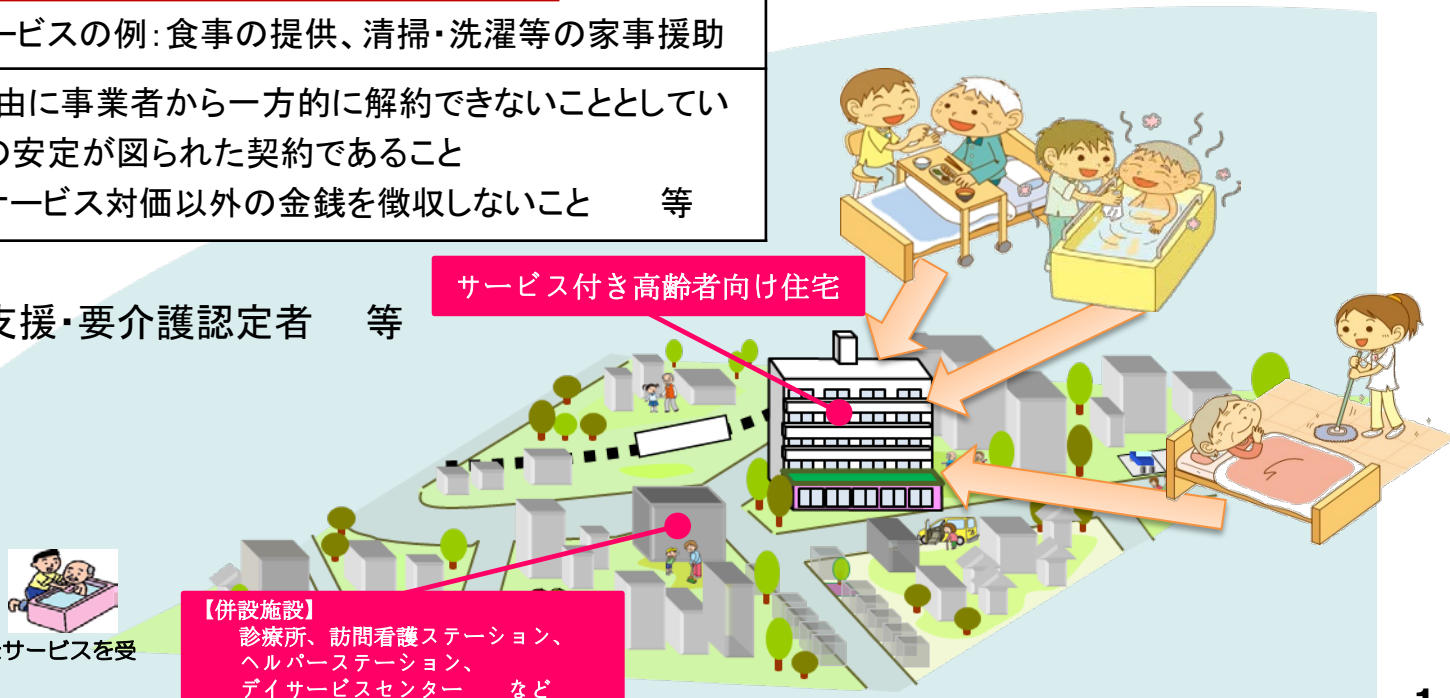 ービスの例：食事の提供、清掃・洗濯等の家事援助
由に事業者から一方的に解約できないこととしてい
の安定が図られた契約であること
サービス対価以外の金銭を徴収しないこと　　等
サービス付き高齢者向け住宅
支援・要介護認定者　等
サービスを受
【併設施設】
診療所、訪問看護ステーション、
ヘルパーステーション、
デイサービスセンター　　など
1